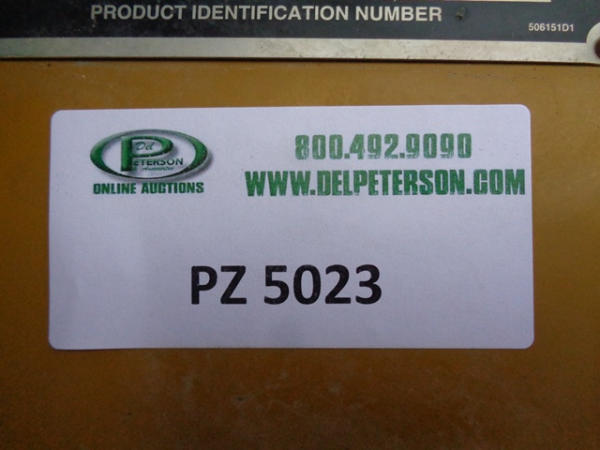 PRODUCT IDENTIFICATION NUMBER
506151D1
Del
PETERSON
ONLINE AUCTIONS
800.492.9090
WWW.DELPETERSON.COM
PZ 5023